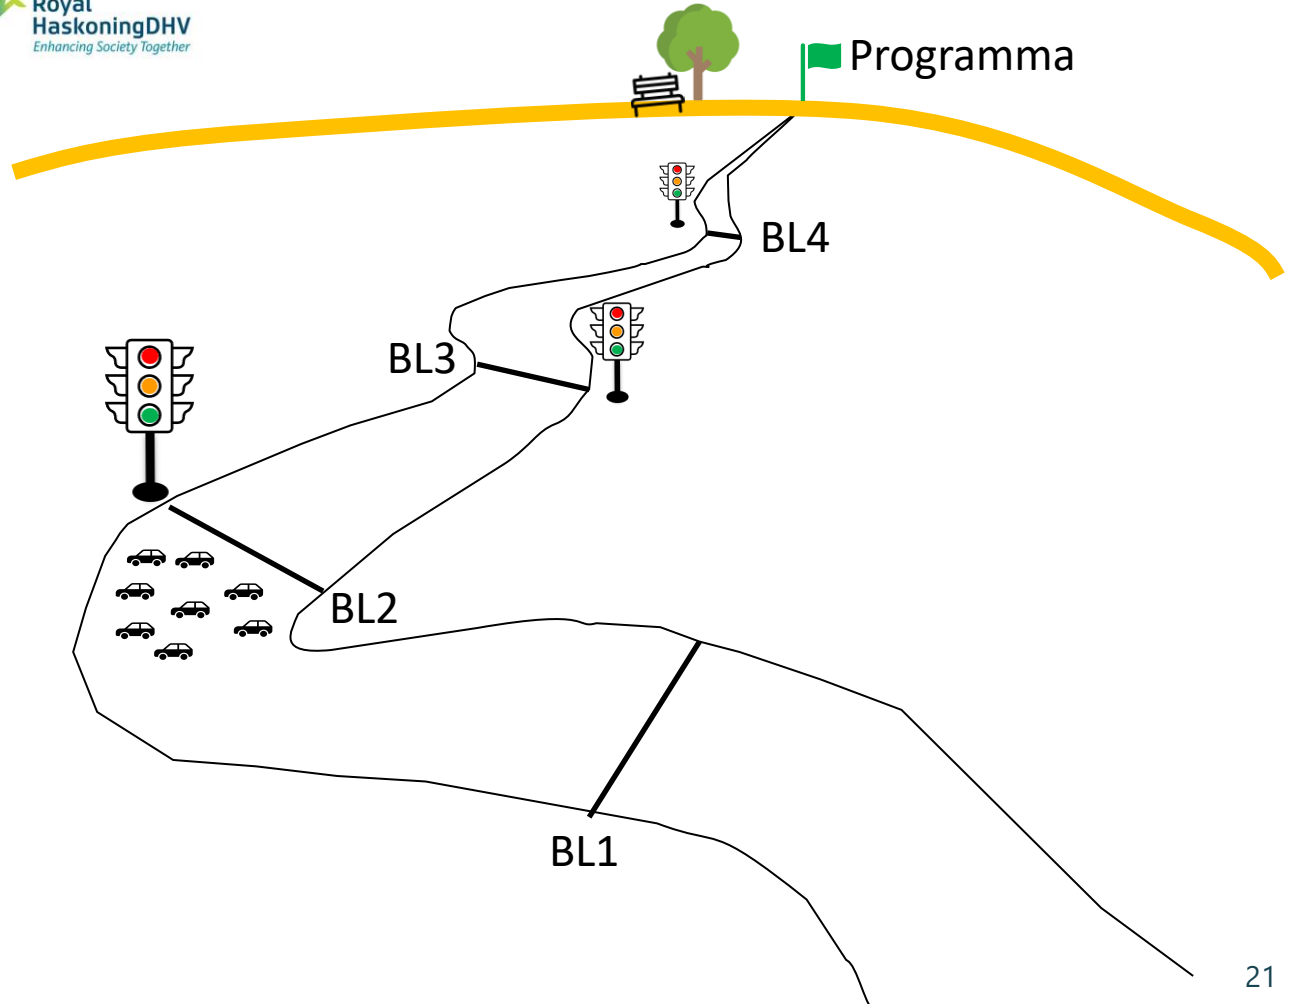 Royal
HaskoningDHV
Enhancing Society Together
Programma
BL4
BL3
BL2
BL1
21